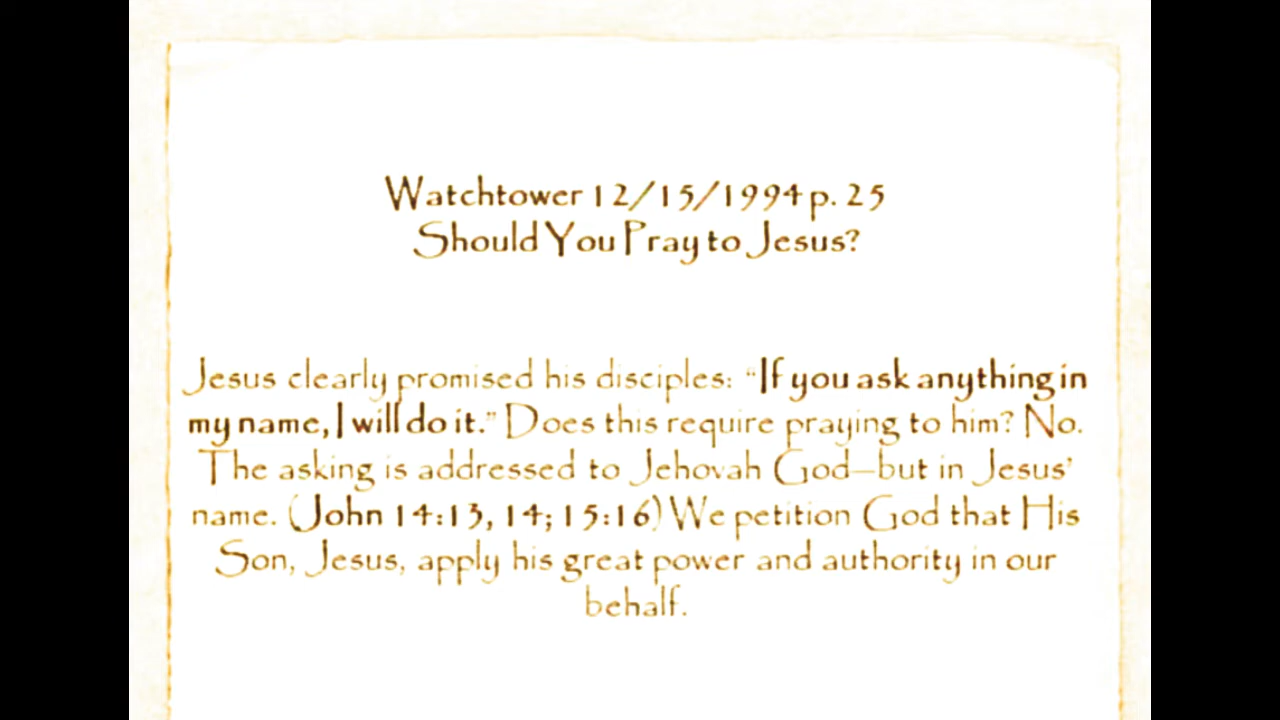 Watchtower 12/15/1994 p. 25
Should You Pray to Jesus?
Jesus clearly promised his disciples: “If you ask anything in
my name, I will do it.” Does this require praying to him? No.
The asking is addressed to Jehovah God—but in Jesus’
name. (John 14:13, 14; 15:16) We petition God that His
Son, Jesus, apply his great power and authority in our
behalf.